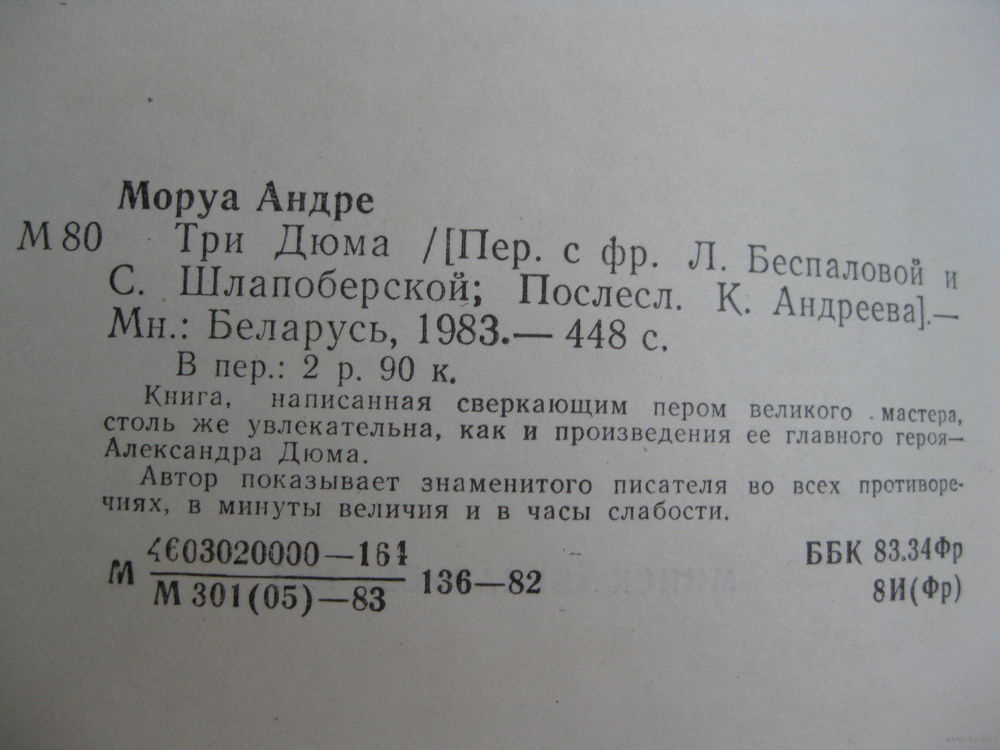 Моруа Андре
М 80 Три Дюма /[Пер. с фр. Л. Беспаловой и
С. Шлапоберской; Послесл. К. Андреева].—
Мн.: Беларусь, 1983.— 448 с.
В пер.: 2 р. 90 к.
Книга, написанная сверкающим пером великого мастера,
столь же увлекательна, как и произведения ее главного героя—
Александра Дюма.
Автор показывает знаменитого писателя во всех противоре-
чиях, в минуты величия и в часы слабости.
4603020000—164
М 136—82
М 301(05)—83
ББК 83.34Фр
8И(Фр)